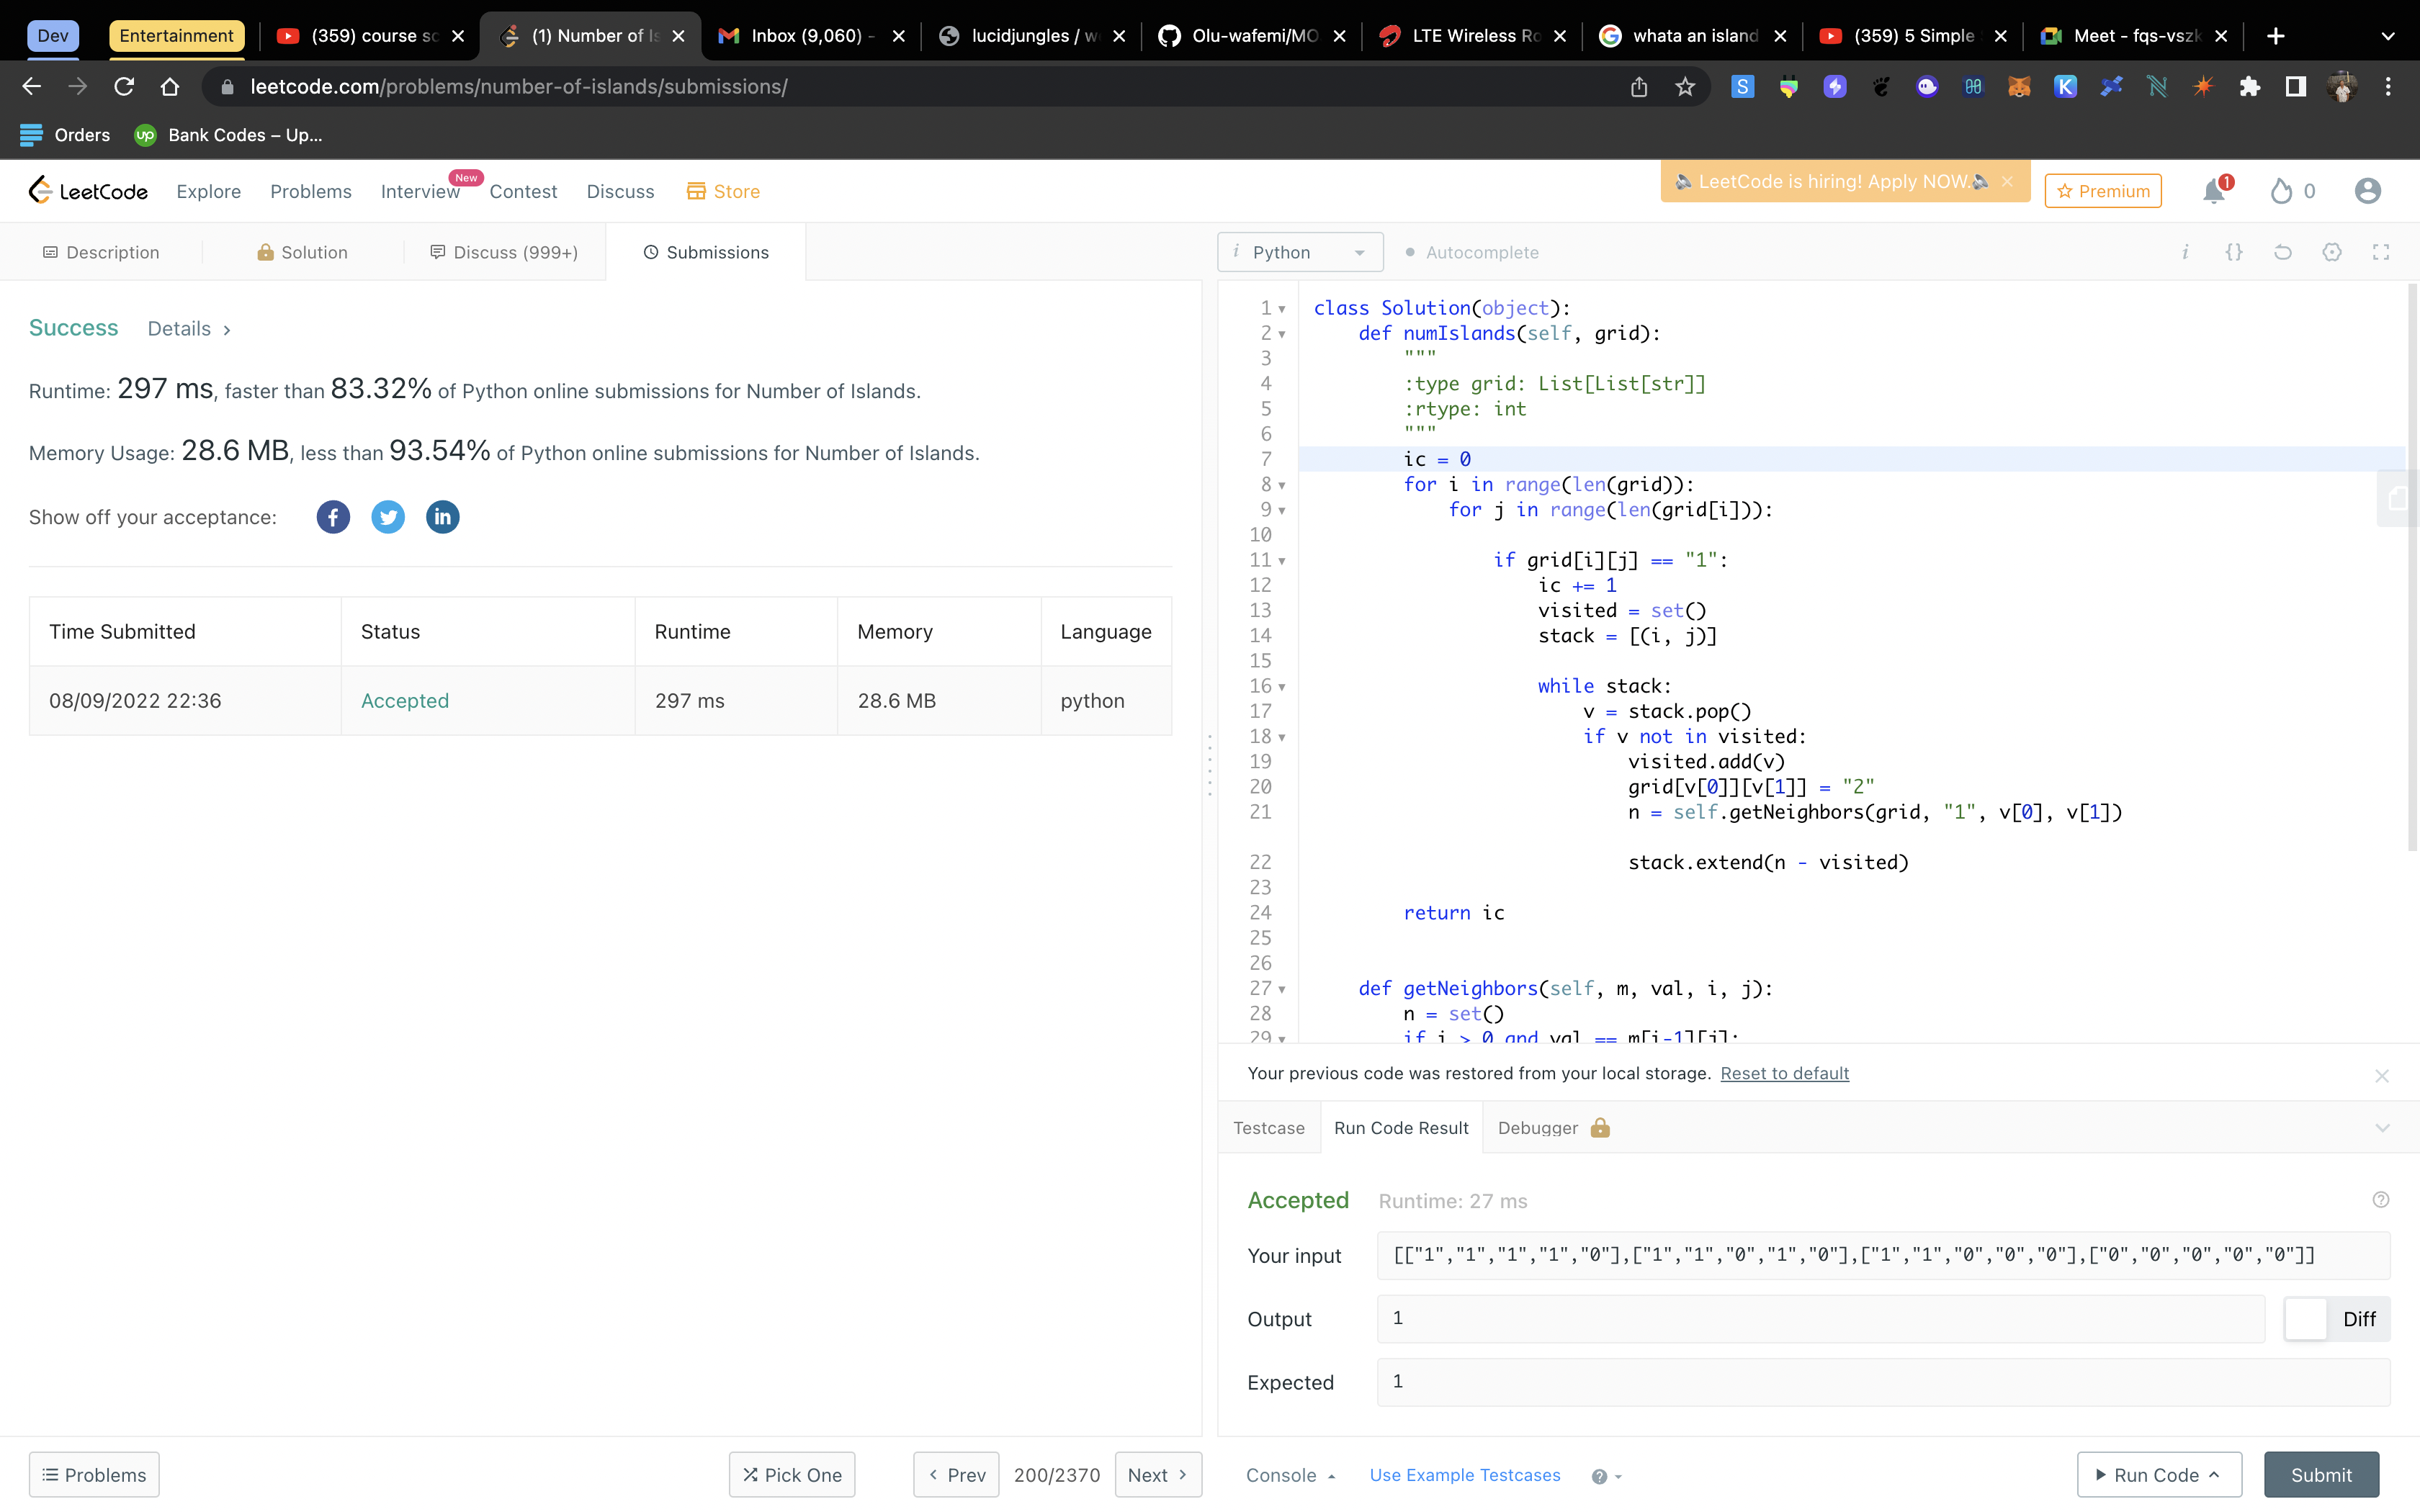 Dev
Entertainment
(359) course sc
(1) Number of Is
Inbox (9,060) -
lucidjungles / w
Olu-wafemi/MO
LTE Wireless Ro
whata an island
(359) 5 Simple
Meet - fqs-vszk
leetcode.com/problems/number-of-islands/submissions/
Orders
Bank Codes – Up...
LeetCode
Explore
Problems
Interview
New
Contest
Discuss
Store
LeetCode is hiring! Apply NOW.
Premium
1
0
Description
Solution
Discuss (999+)
Submissions
i Python
Autocomplete
i
{}
Success
Details
Runtime: 297 ms, faster than 83.32% of Python online submissions for Number of Islands.
Memory Usage: 28.6 MB, less than 93.54% of Python online submissions for Number of Islands.
Show off your acceptance:
Time Submitted Status Runtime Memory Language
08/09/2022 22:36 Accepted 297 ms 28.6 MB python
1 class Solution(object):
2 def numIslands(self, grid):
3 """
4 :type grid: List[List[str]]
5 :rtype: int
6 """
7 ic = 0
8 for i in range(len(grid)):
9 for j in range(len(grid[i])):
10
11 if grid[i][j] == "1":
12 ic += 1
13 visited = set()
14 stack = [(i, j)]
15
16 while stack:
17 v = stack.pop()
18 if v not in visited:
19 visited.add(v)
20 grid[v[0]][v[1]] = "2"
21 n = self.getNeighbors(grid, "1", v[0], v[1])
22 stack.extend(n - visited)
23
24 return ic
25
26
27 def getNeighbors(self, m, val, i, j):
28 n = set()
29 if i > 0 and val == m[i-1][j]:
Your previous code was restored from your local storage. Reset to default
Testcase
Run Code Result
Debugger
Accepted Runtime: 27 ms
Your input [["1","1","1","1","0"],["1","1","0","1","0"],["1","1","0","0","0"],["0","0","0","0","0"]]
Output 1
Diff
Expected 1
Problems
Pick One
Prev
200/2370
Next
Console
Use Example Testcases
Run Code
Submit